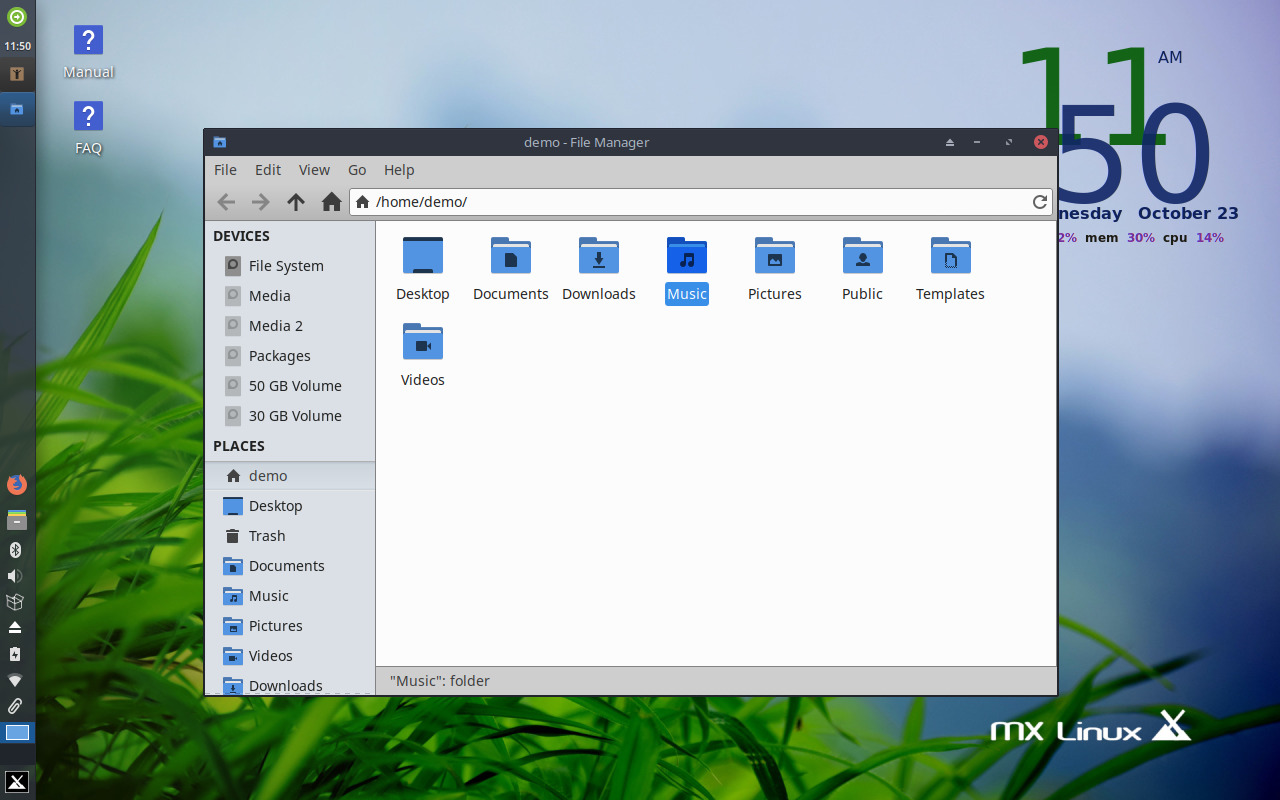 11:50
Manual
FAQ
11 AM
50
nesday October 23
2% mem 30% cpu 14%
demo - File Manager
File Edit View Go Help
/home/demo/
DEVICES
File System
Media
Media 2
Packages
50 GB Volume
30 GB Volume
PLACES
demo
Desktop
Trash
Documents
Music
Pictures
Videos
Downloads
Desktop Documents Downloads Music Pictures Public Templates
Videos
"Music": folder
mx Linux